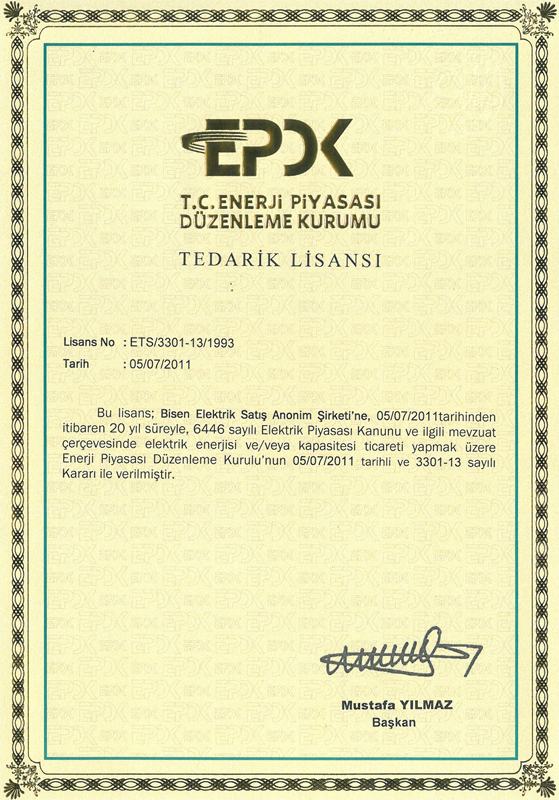 EPDK
T.C. ENERJİ PİYASASI
DÜZENLEME KURUMU
TEDARİK LİSANSI
:
Lisans No : ETS/3301-13/1993
Tarih : 05/07/2011
Bu lisans; Bisen Elektrik Satış Anonim Şirketi'ne, 05/07/2011tarihinden
itibaren 20 yıl süreyle, 6446 sayılı Elektrik Piyasası Kanunu ve ilgili mevzuat
çerçevesinde elektrik enerjisi ve/veya kapasitesi ticareti yapmak üzere
Enerji Piyasası Düzenleme Kurulu'nun 05/07/2011 tarihli ve 3301-13 sayılı
Kararı ile verilmiştir.
Mustafa YILMAZ
Başkan